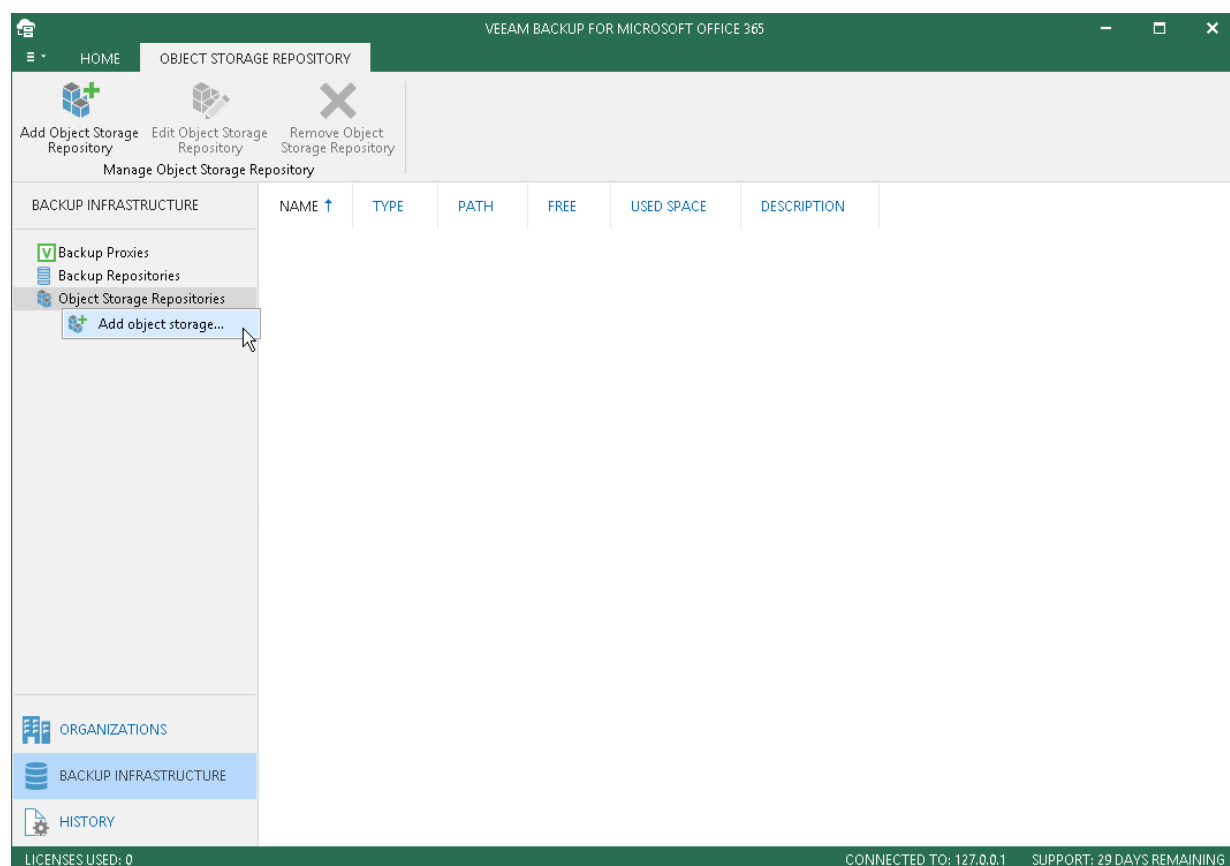 VEEAM BACKUP FOR MICROSOFT OFFICE 365
HOME
OBJECT STORAGE REPOSITORY
Add Object Storage
Repository
Edit Object Storage
Repository
Remove Object
Storage Repository
Manage Object Storage Repository
BACKUP INFRASTRUCTURE
NAME
TYPE
PATH
FREE
USED SPACE
DESCRIPTION
V
Backup Proxies
Backup Repositories
Object Storage Repositories
Add object storage...
ORGANIZATIONS
BACKUP INFRASTRUCTURE
HISTORY
LICENSES USED: 0
CONNECTED TO: 127.0.0.1
SUPPORT: 29 DAYS REMAINING